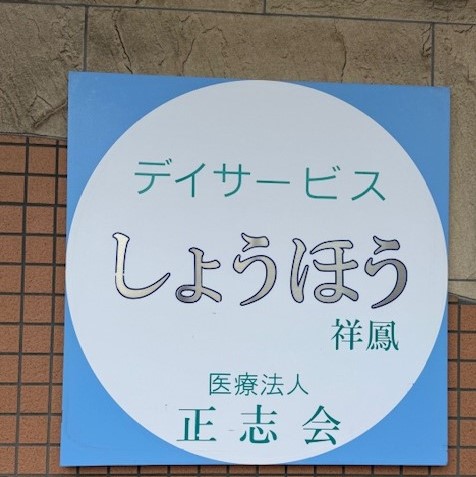 デイサービス
しょうほう
祥鳳
医療法人
正志会